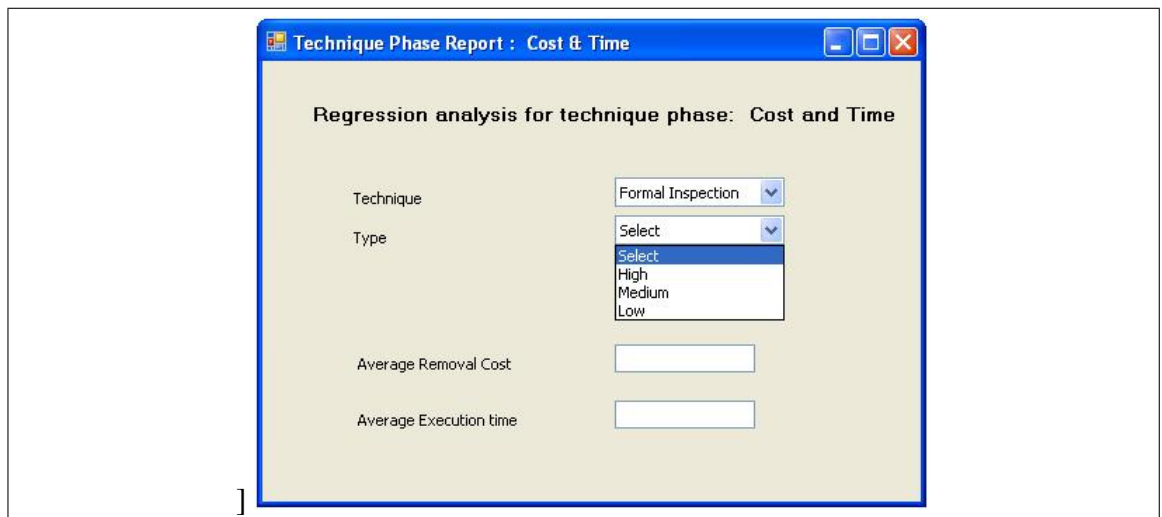 Technique Phase Report : Cost & Time
Regression analysis for technique phase: Cost and Time
Technique
Formal Inspection
Type
Select
Select
High
Medium
Low
Average Removal Cost
Average Execution time
]